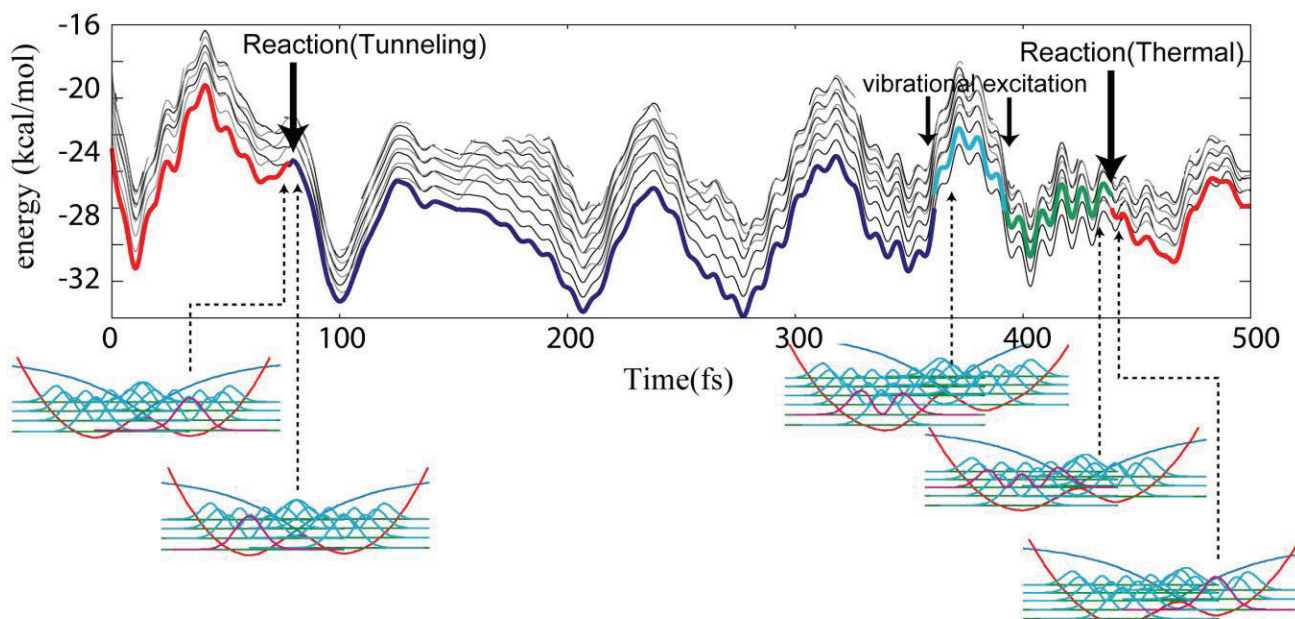 -16
-20
-24
-28
-32
energy (kcal/mol)
Reaction(Tunneling)
Reaction(Thermal)
vibrational excitation
0
100
200
300
400
500
Time(fs)